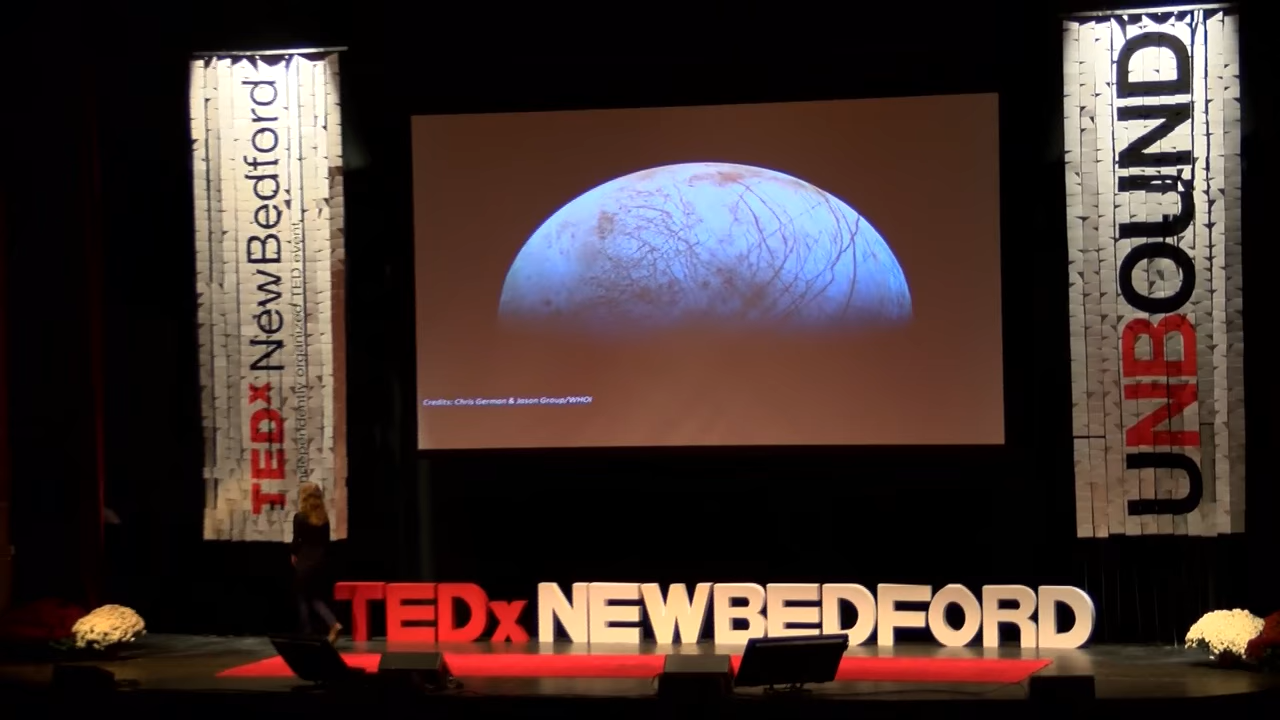 TEDxNewBedford
independently organized TED event
UNBOUND
Credits: Chris German & Jason Group/WHOI
TEDxNEWBEDFORD